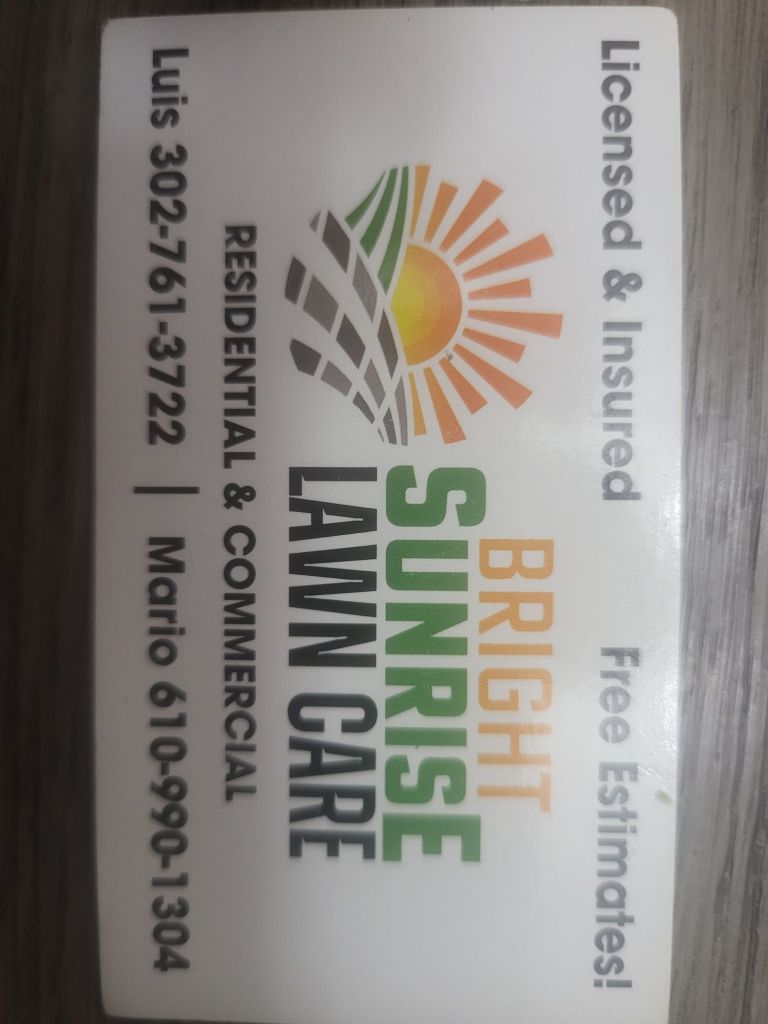 Licensed & Insured Free Estimates!
BRIGHT
SUNRISE
LAWN CARE
RESIDENTIAL & COMMERCIAL
Luis 302-761-3722 | Mario 610-990-1304